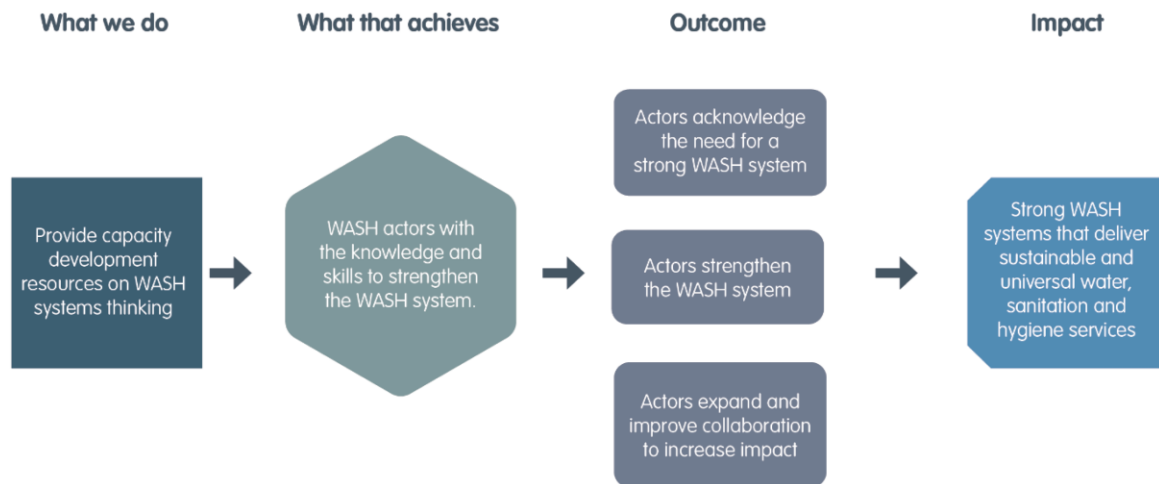 What we do
What that achieves
Outcome
Impact
Provide capacity
development
resources on WASH
systems thinking
WASH actors with
the knowledge and
skills to strengthen
the WASH system.
Actors acknowledge
the need for a
strong WASH system
Actors strengthen
the WASH system
Actors expand and
improve collaboration
to increase impact
Strong WASH
systems that deliver
sustainable and
universal water,
sanitation and
hygiene services